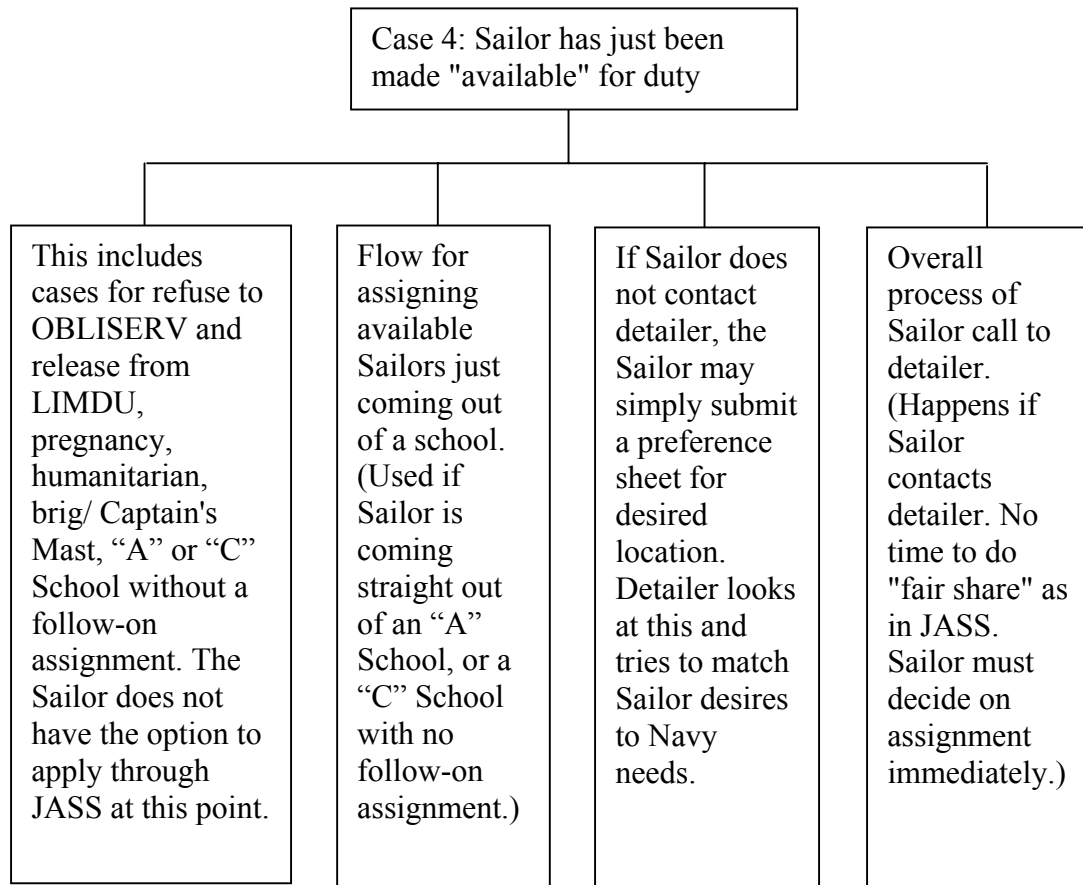 Case 4: Sailor has just been
made "available" for duty
This includes
cases for refuse to
OBLISERV and
release from
LIMDU,
pregnancy,
humanitarian,
brig/ Captain's
Mast, “A” or “C”
School without a
follow-on
assignment. The
Sailor does not
have the option to
apply through
JASS at this point.
Flow for
assigning
available
Sailors just
coming out
of a school.
(Used if
Sailor is
coming
straight out
of an “A”
School, or a
“C” School
with no
follow-on
assignment.)
If Sailor does
not contact
detailer, the
Sailor may
simply submit
a preference
sheet for
desired
location.
Detailer looks
at this and
tries to match
Sailor desires
to Navy
needs.
Overall
process of
Sailor call to
detailer.
(Happens if
Sailor
contacts
detailer. No
time to do
"fair share" as
in JASS.
Sailor must
decide on
assignment
immediately.)